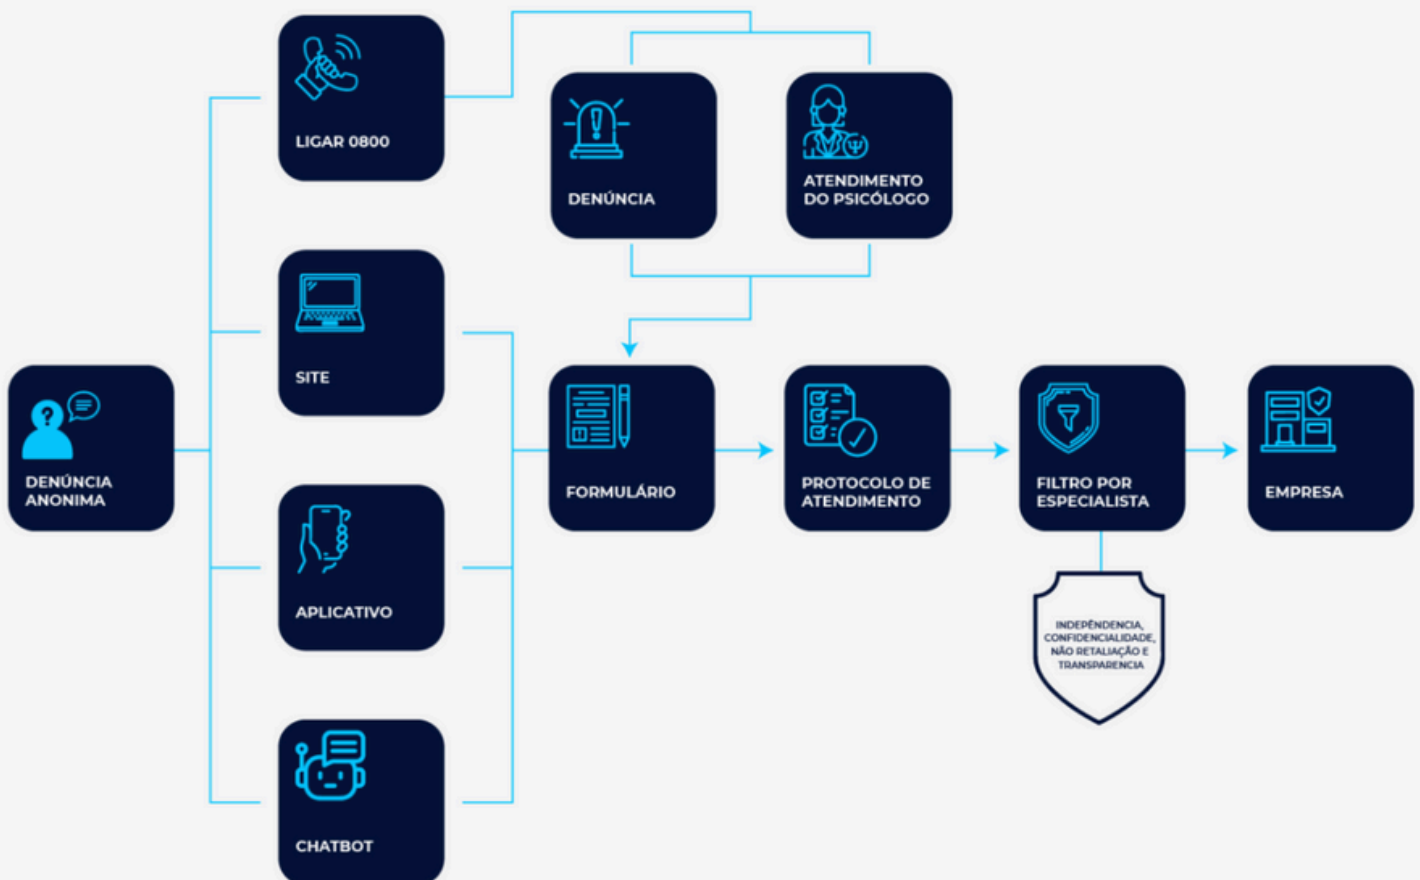 LIGAR 0800
DENÚNCIA
ATENDIMENTO
DO PSICÓLOGO
SITE
DENÚNCIA
ANONIMA
FORMULÁRIO
PROTOCOLO DE
ATENDIMENTO
FILTRO POR
ESPECIALISTA
EMPRESA
APLICATIVO
INDEPÊNDENCIA,
CONFIDENCIALIDADE,
NÃO RETALIAÇÃO E
TRANSPARENCIA
CHATBOT